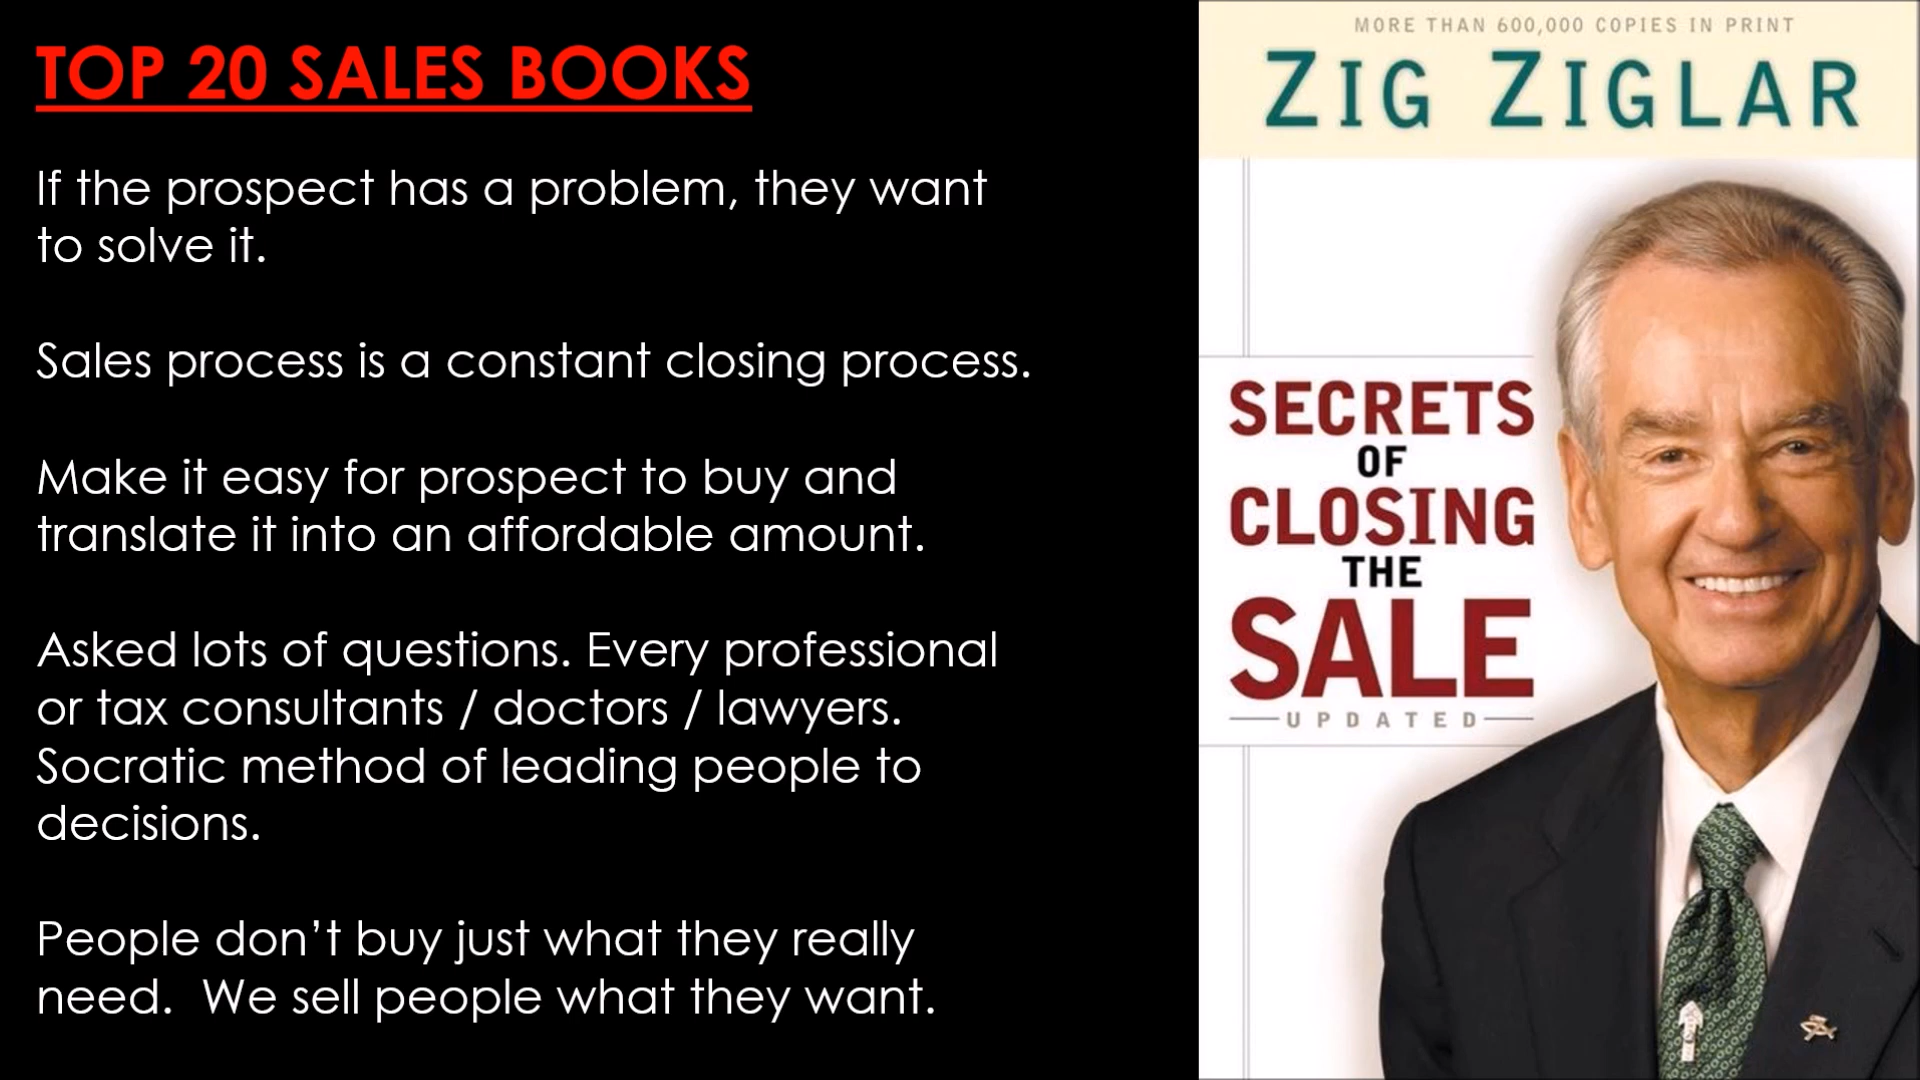 TOP 20 SALES BOOKS
If the prospect has a problem, they want
to solve it.
Sales process is a constant closing process.
Make it easy for prospect to buy and
translate it into an affordable amount.
Asked lots of questions. Every professional
or tax consultants / doctors / lawyers.
Socratic method of leading people to
decisions.
People don’t buy just what they really
need.  We sell people what they want.
MORE THAN 600,000 COPIES IN PRINT
ZIG ZIGLAR
SECRETS
OF
CLOSING
THE
SALE
UPDATED